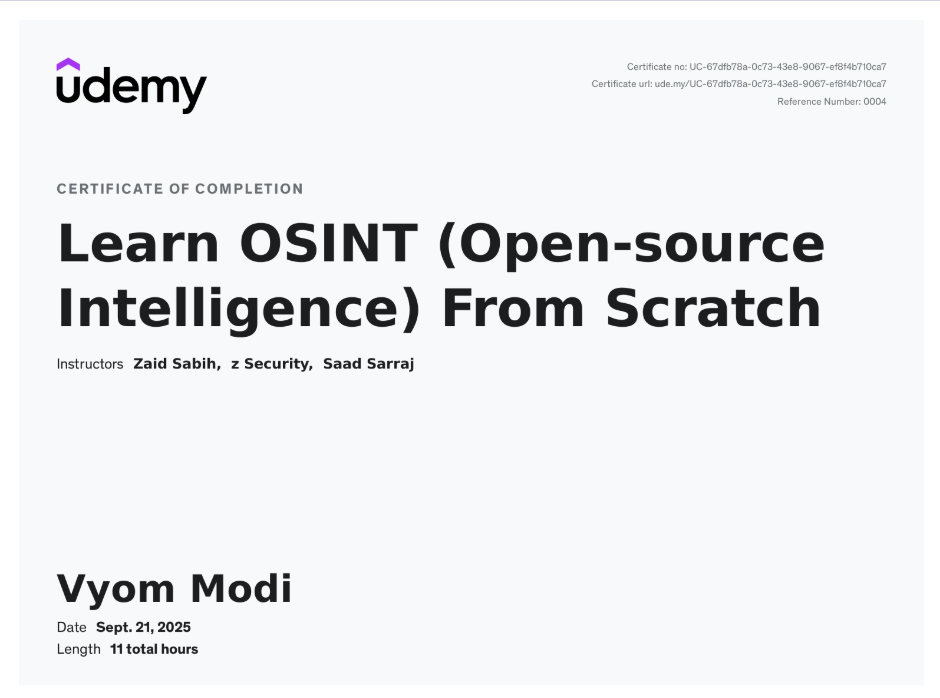 udemy
Certificate no: UC-67dfb78a-0c73-43e8-9067-ef8f4b710ca7
Certificate url: ude.my/UC-67dfb78a-0c73-43e8-9067-ef8f4b710ca7
Reference Number: 0004
CERTIFICATE OF COMPLETION
Learn OSINT (Open-source
Intelligence) From Scratch
Instructors Zaid Sabih, z Security, Saad Sarraj
Vyom Modi
Date Sept. 21, 2025
Length 11 total hours